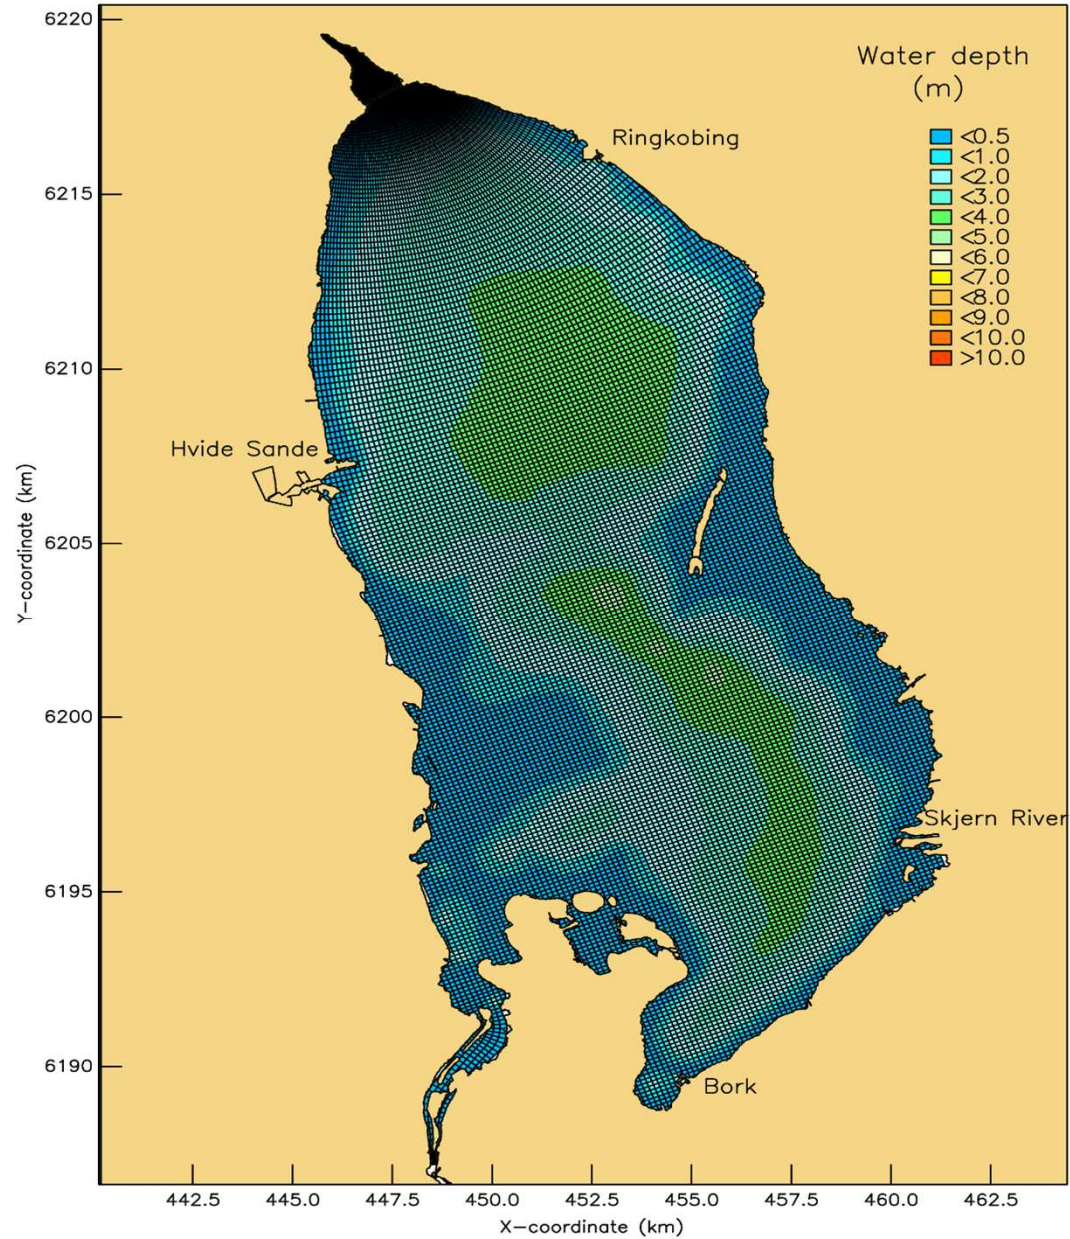 6220
Water depth
(m)
<0.5
<1.0
<2.0
<3.0
<4.0
<5.0
<6.0
<7.0
<8.0
<9.0
<10.0
>10.0
Ringkobing
6215
6210
Hvide Sande
Y-coordinate (km)
6205
6200
Skjern River
6195
6190
Bork
442.5 445.0 447.5 450.0 452.5 455.0 457.5 460.0 462.5
X-coordinate (km)